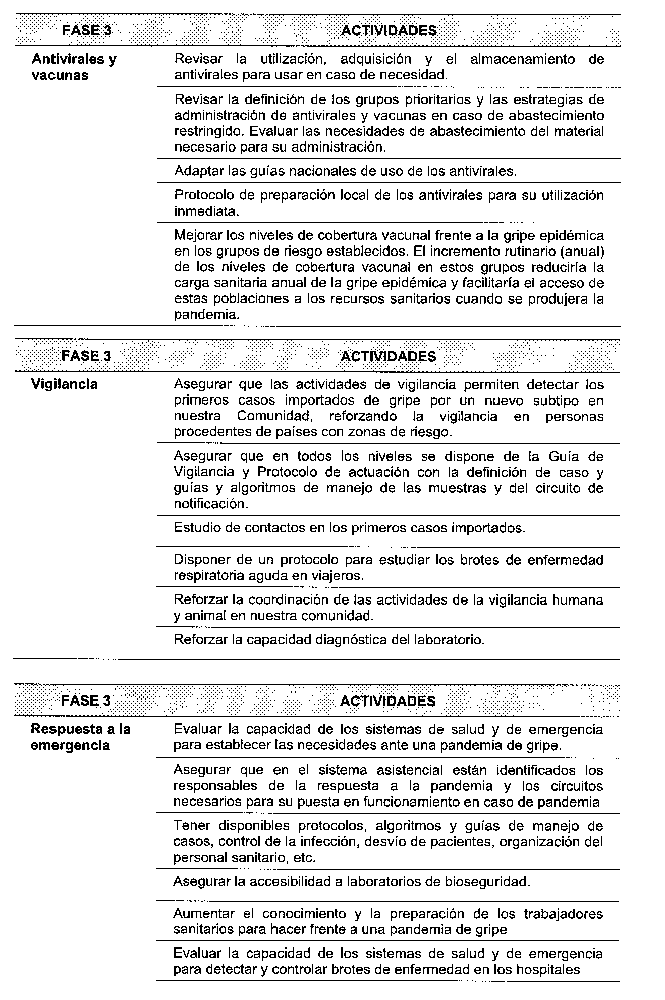 FASE 3 ACTIVIDADES
Antivirales y vacunas
Revisar la utilización, adquisición y el almacenamiento de
antivirales para usar en caso de necesidad.
Revisar la definición de los grupos prioritarios y las estrategias de
administración de antivirales y vacunas en caso de abastecimiento
restringido. Evaluar las necesidades de abastecimiento del material
necesario para su administración.
Adaptar las guías nacionales de uso de los antivirales.
Protocolo de preparación local de los antivirales para su utilización
inmediata.
Mejorar los niveles de cobertura vacunal frente a la gripe epidémica
en los grupos de riesgo establecidos. El incremento rutinario (anual)
de los niveles de cobertura vacunal en estos grupos reduciría la
carga sanitaria anual de la gripe epidémica y facilitaría el acceso de
estas poblaciones a los recursos sanitarios cuando se produjera la
pandemia.
FASE 3 ACTIVIDADES
Vigilancia
Asegurar que las actividades de vigilancia permiten detectar los
primeros casos importados de gripe por un nuevo subtipo en
nuestra Comunidad, reforzando la vigilancia en personas
procedentes de países con zonas de riesgo.
Asegurar que en todos los niveles se dispone de la Guía de
Vigilancia y Protocolo de actuación con la definición de caso y
guías y algoritmos de manejo de las muestras y del circuito de
notificación.
Estudio de contactos en los primeros casos importados.
Disponer de un protocolo para estudiar los brotes de enfermedad
respiratoria aguda en viajeros.
Reforzar la coordinación de las actividades de la vigilancia humana
y animal en nuestra comunidad.
Reforzar la capacidad diagnóstica del laboratorio.
FASE 3 ACTIVIDADES
Respuesta a la emergencia
Evaluar la capacidad de los sistemas de salud y de emergencia
para establecer las necesidades ante una pandemia de gripe.
Asegurar que en el sistema asistencial están identificados los
responsables de la respuesta a la pandemia y los circuitos
necesarios para su puesta en funcionamiento en caso de pandemia
Tener disponibles protocolos, algoritmos y guías de manejo de
casos, control de la infección, desvío de pacientes, organización del
personal sanitario, etc.
Asegurar la accesibilidad a laboratorios de bioseguridad.
Aumentar el conocimiento y la preparación de los trabajadores
sanitarios para hacer frente a una pandemia de gripe
Evaluar la capacidad de los sistemas de salud y de emergencia
para detectar y controlar brotes de enfermedad en los hospitales